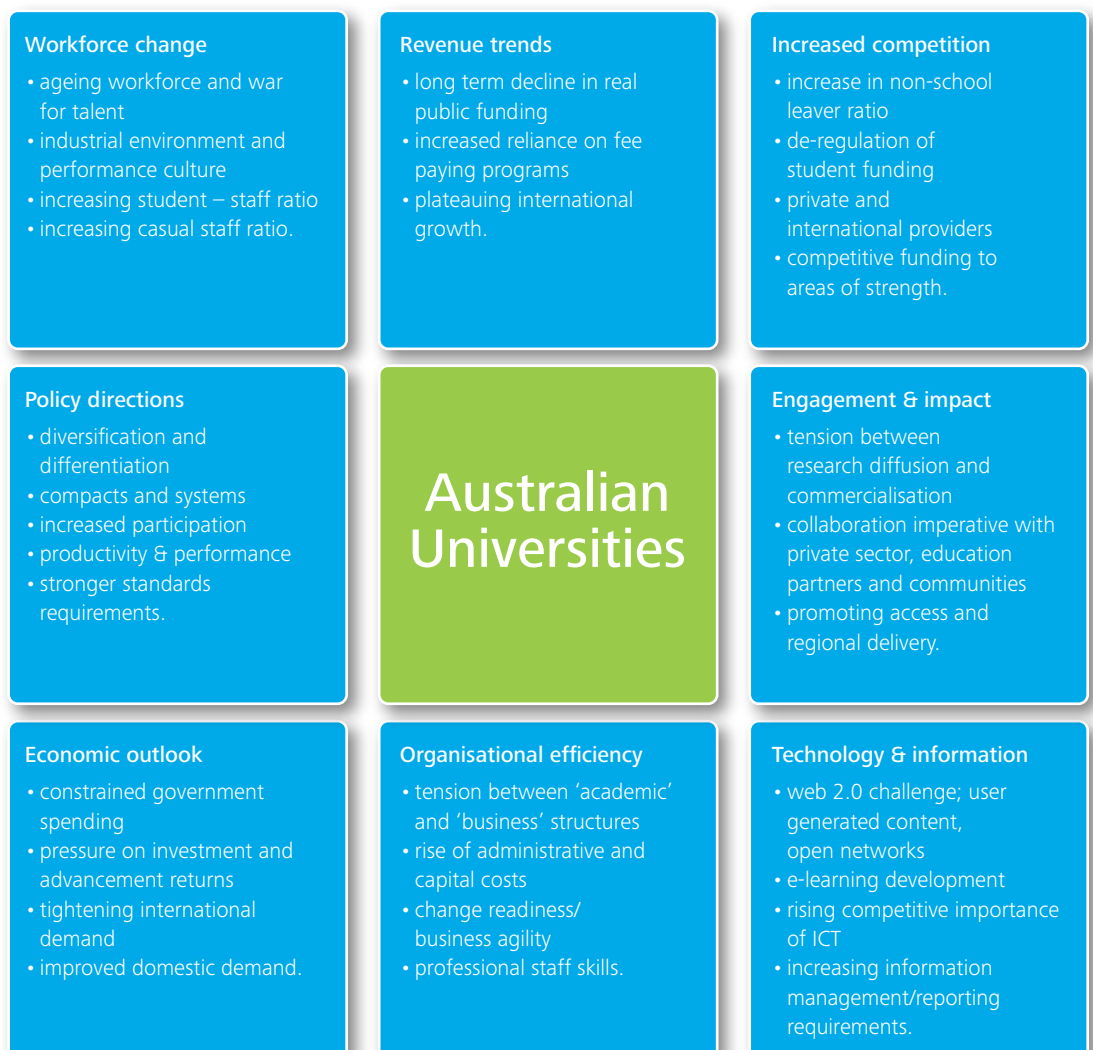 Workforce change
• ageing workforce and war
for talent
• industrial environment and
performance culture
• increasing student – staff ratio
• increasing casual staff ratio.
Revenue trends
• long term decline in real
public funding
• increased reliance on fee
paying programs
• plateauing international
growth.
Increased competition
• increase in non-school
leaver ratio
• de-regulation of
student funding
• private and
international providers
• competitive funding to
areas of strength.
Policy directions
• diversification and
differentiation
• compacts and systems
• increased participation
• productivity & performance
• stronger standards
requirements.
Australian
Universities
Engagement & impact
• tension between
research diffusion and
commercialisation
• collaboration imperative with
private sector, education
partners and communities
• promoting access and
regional delivery.
Economic outlook
• constrained government
spending
• pressure on investment and
advancement returns
• tightening international
demand
• improved domestic demand.
Organisational efficiency
• tension between ‘academic’
and ‘business’ structures
• rise of administrative and
capital costs
• change readiness/
business agility
• professional staff skills.
Technology & information
• web 2.0 challenge; user
generated content,
open networks
• e-learning development
• rising competitive importance
of ICT
• increasing information
management/reporting
requirements.